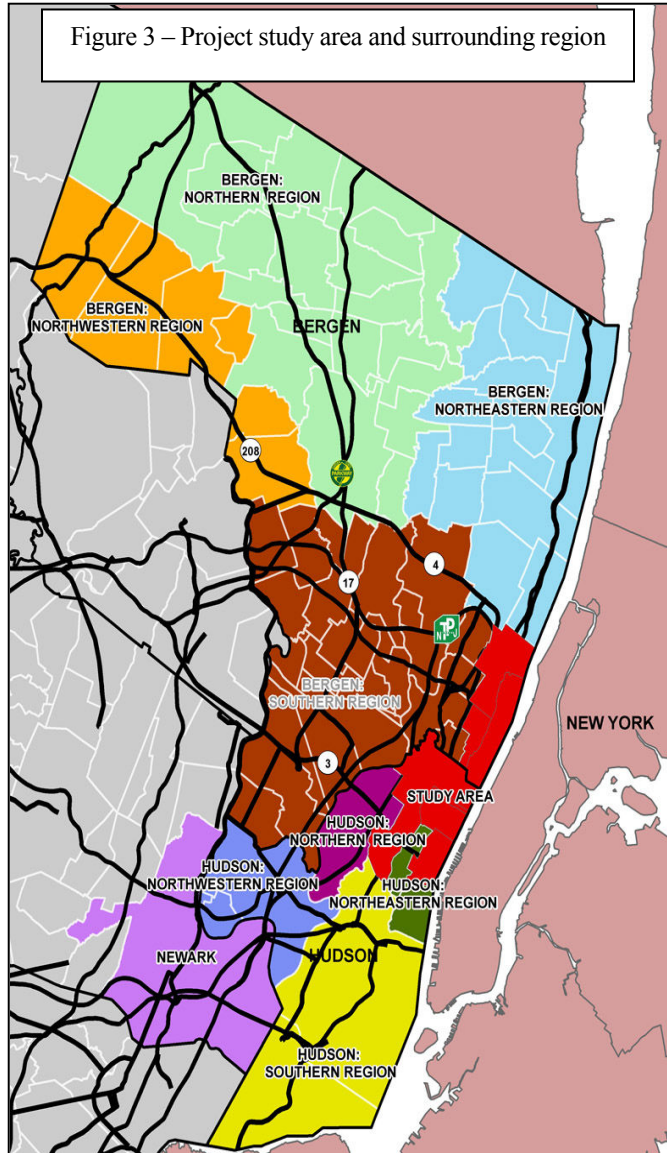 Figure 3 – Project study area and surrounding region
BERGEN:
NORTHERN REGION
BERGEN:
NORTHWESTERN REGION
BERGEN
BERGEN:
NORTHEASTERN REGION
208
PARKWAY
4
17
N TP J
BERGEN:
SOUTHERN REGION
NEW YORK
3
STUDY AREA
HUDSON:
NORTHERN REGION
HUDSON:
NORTHWESTERN REGION
HUDSON:
NORTHEASTERN REGION
NEWARK
HUDSON
HUDSON:
SOUTHERN REGION